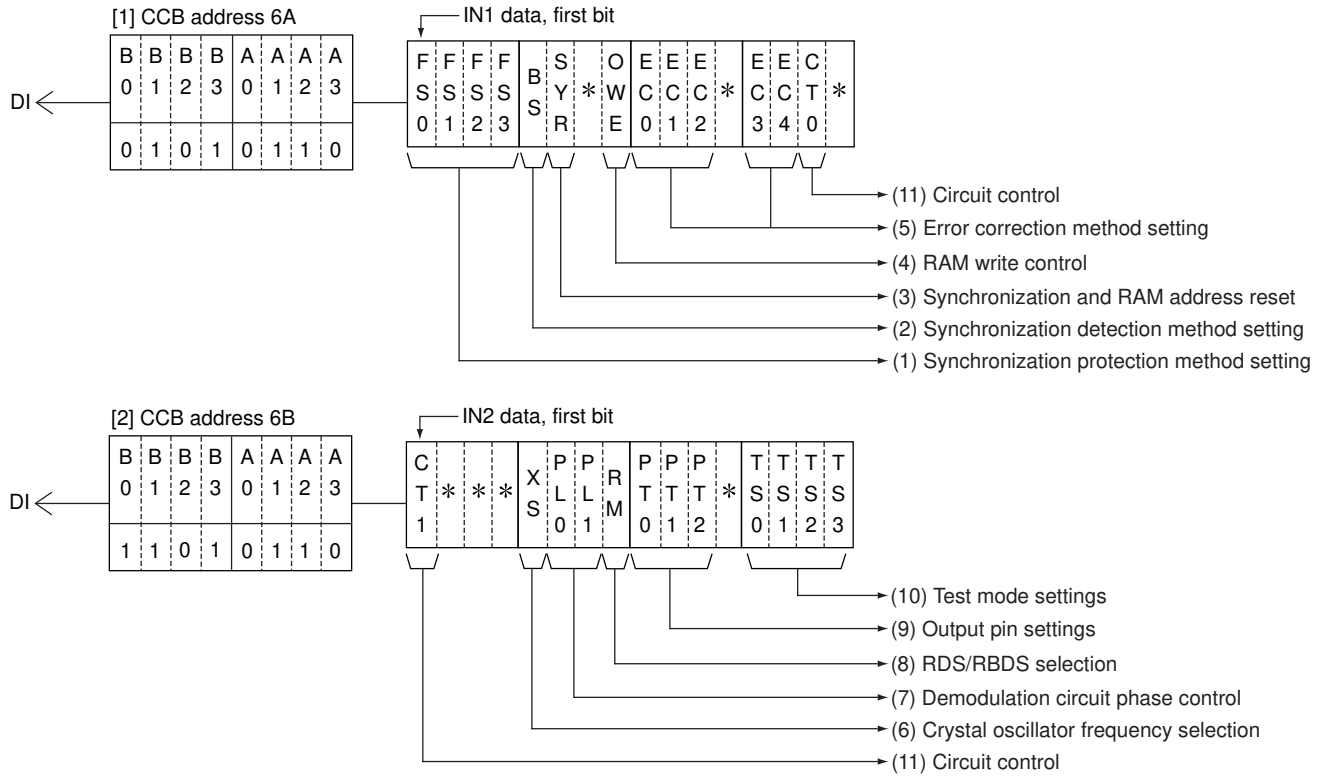 [1] CCB address 6A
IN1 data, first bit
DI
B0 B1 B2 B3 A0 A1 A2 A3
0 1 0 1 0 1 1 0
FS0 FS1 FS2 FS3 BS SYR * OWE EC0 EC1 EC2 * EC3 EC4 CT0 *
(11) Circuit control
(5) Error correction method setting
(4) RAM write control
(3) Synchronization and RAM address reset
(2) Synchronization detection method setting
(1) Synchronization protection method setting
[2] CCB address 6B
IN2 data, first bit
DI
B0 B1 B2 B3 A0 A1 A2 A3
1 1 0 1 0 1 1 0
CT1 * * * XS PL0 PL1 RM PT0 PT1 PT2 * TS0 TS1 TS2 TS3
(10) Test mode settings
(9) Output pin settings
(8) RDS/RBDS selection
(7) Demodulation circuit phase control
(6) Crystal oscillator frequency selection
(11) Circuit control